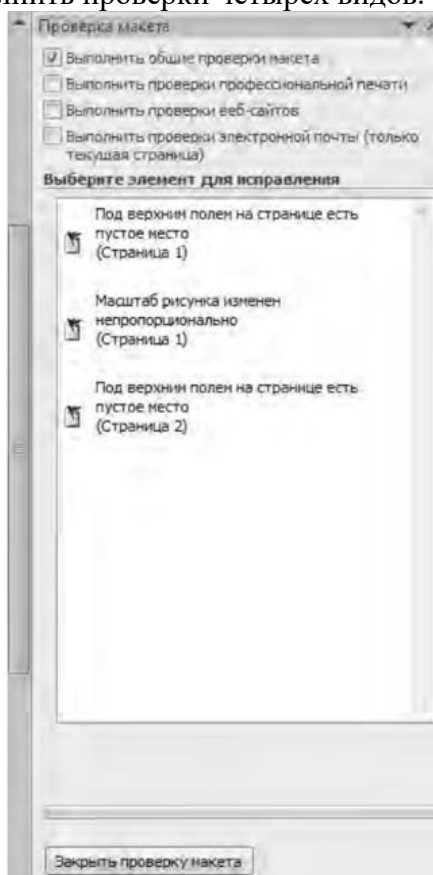 нить проверки четырех видов.
Проверка макета
Выполнить общие проверки макета
Выполнить проверки профессиональной печати
Выполнить проверки веб-сайтов
Выполнить проверки электронной почты (только
текущая страница)
Выберите элемент для исправления
Под верхним полем на странице есть
пустое место
(Страница 1)
Масштаб рисунка изменен
непропорционально
(Страница 1)
Под верхним полем на странице есть
пустое место
(Страница 2)
Закрыть проверку макета